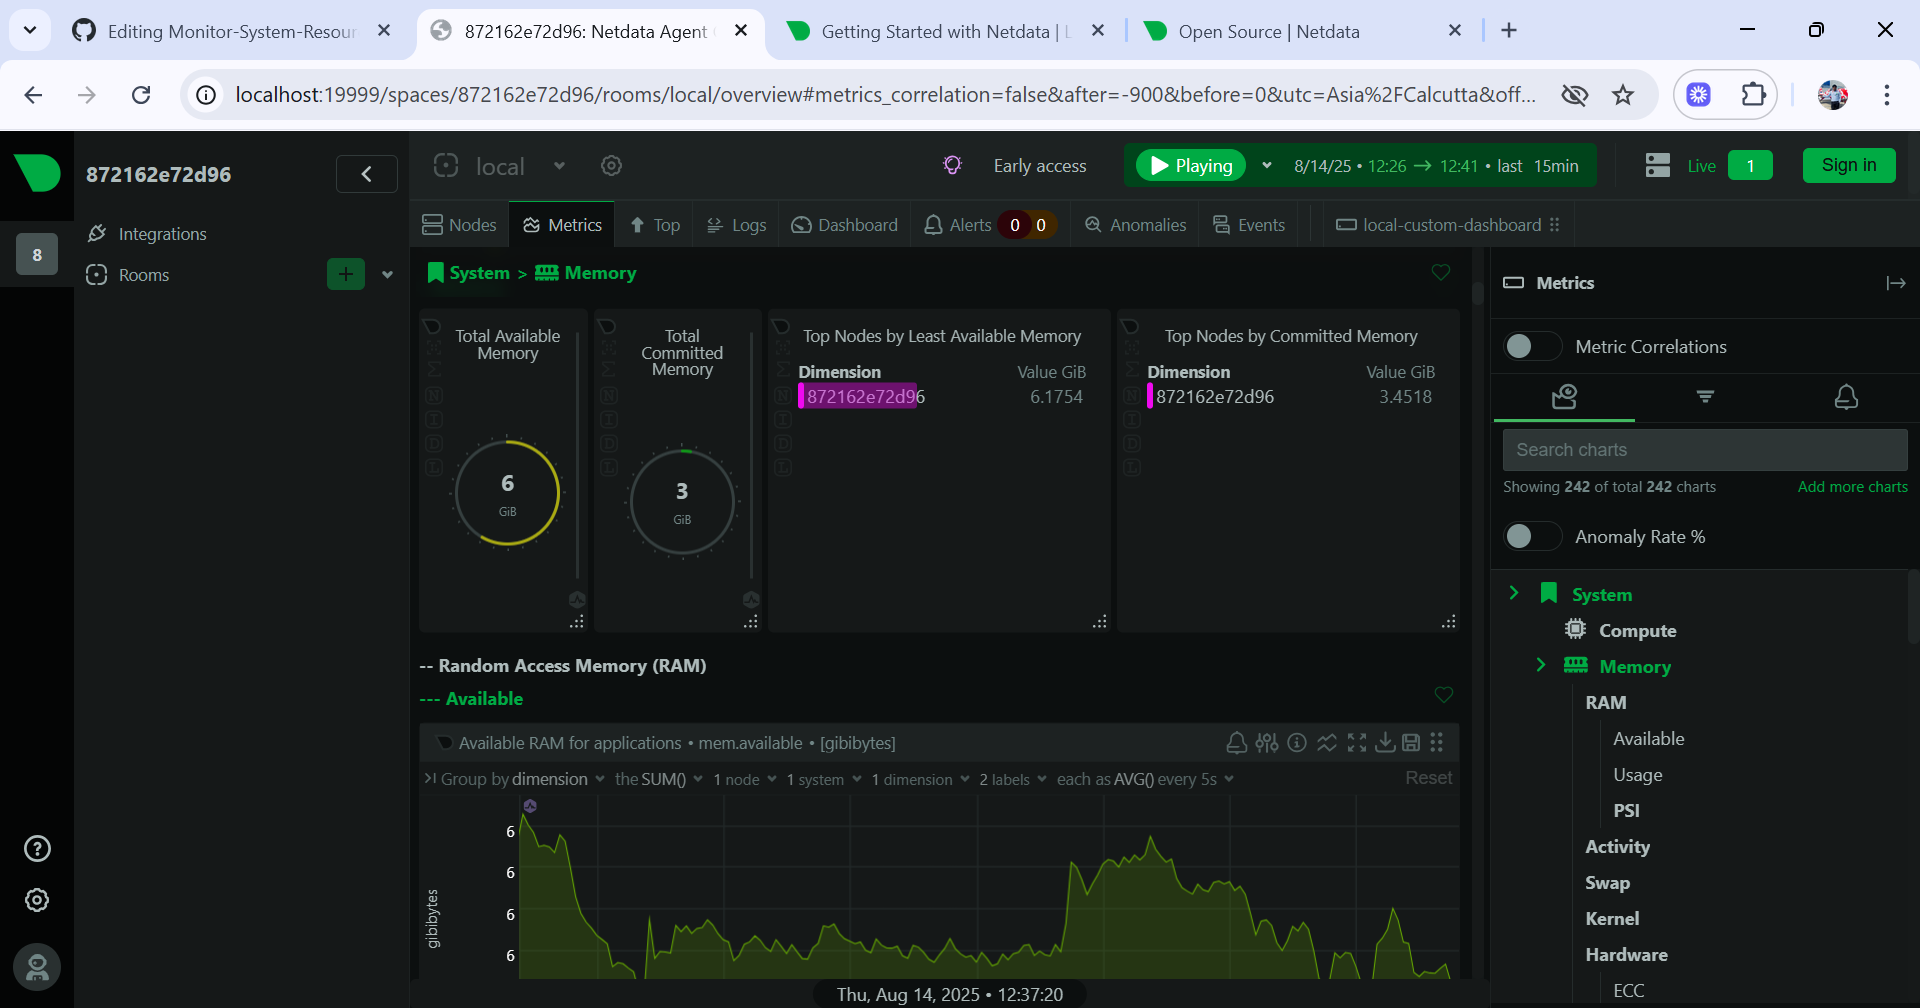 Editing Monitor-System-Resour
872162e72d96: Netdata Agent
Getting Started with Netdata | L
Open Source | Netdata
localhost:19999/spaces/872162e72d96/rooms/local/overview#metrics_correlation=false&after=-900&before=0&utc=Asia%2FCalcutta&off...
872162e72d96
8
Integrations
Rooms
local
Early access
Playing
8/14/25 • 12:26 → 12:41 • last 15min
Live
1
Sign in
Nodes
Metrics
Top
Logs
Dashboard
Alerts
0 0
Anomalies
Events
local-custom-dashboard
System > Memory
Total Available
Memory
6
GiB
Total
Committed
Memory
3
GiB
Top Nodes by Least Available Memory
Dimension Value GiB
872162e72d96 6.1754
Top Nodes by Committed Memory
Dimension Value GiB
872162e72d96 3.4518
N
I
D
L
N
I
D
L
N
I
D
L
N
I
D
L
-- Random Access Memory (RAM)
--- Available
Available RAM for applications • mem.available • [gibibytes]
Group by dimension the SUM() 1 node 1 system 1 dimension 2 labels each as AVG() every 5s Reset
6
6
6
6
gibibytes
Thu, Aug 14, 2025 • 12:37:20
Metrics
Metric Correlations
Search charts
Showing 242 of total 242 charts
Add more charts
Anomaly Rate %
System
Compute
Memory
RAM
Available
Usage
PSI
Activity
Swap
Kernel
Hardware
ECC